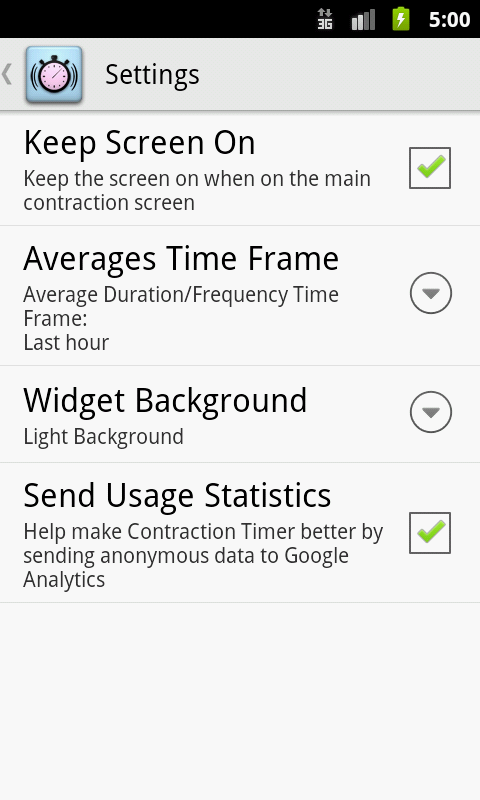 3G
5:00
Settings
Keep Screen On
Keep the screen on when on the main
contraction screen
Averages Time Frame
Average Duration/Frequency Time
Frame:
Last hour
Widget Background
Light Background
Send Usage Statistics
Help make Contraction Timer better by
sending anonymous data to Google
Analytics